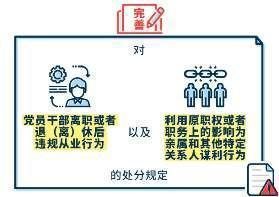 完善
对
党员干部离职或者
退（离）休后
违规从业行为
以及
利用原职权或者
职务上的影响为
亲属和其他特定
关系人谋利行为
的处分规定